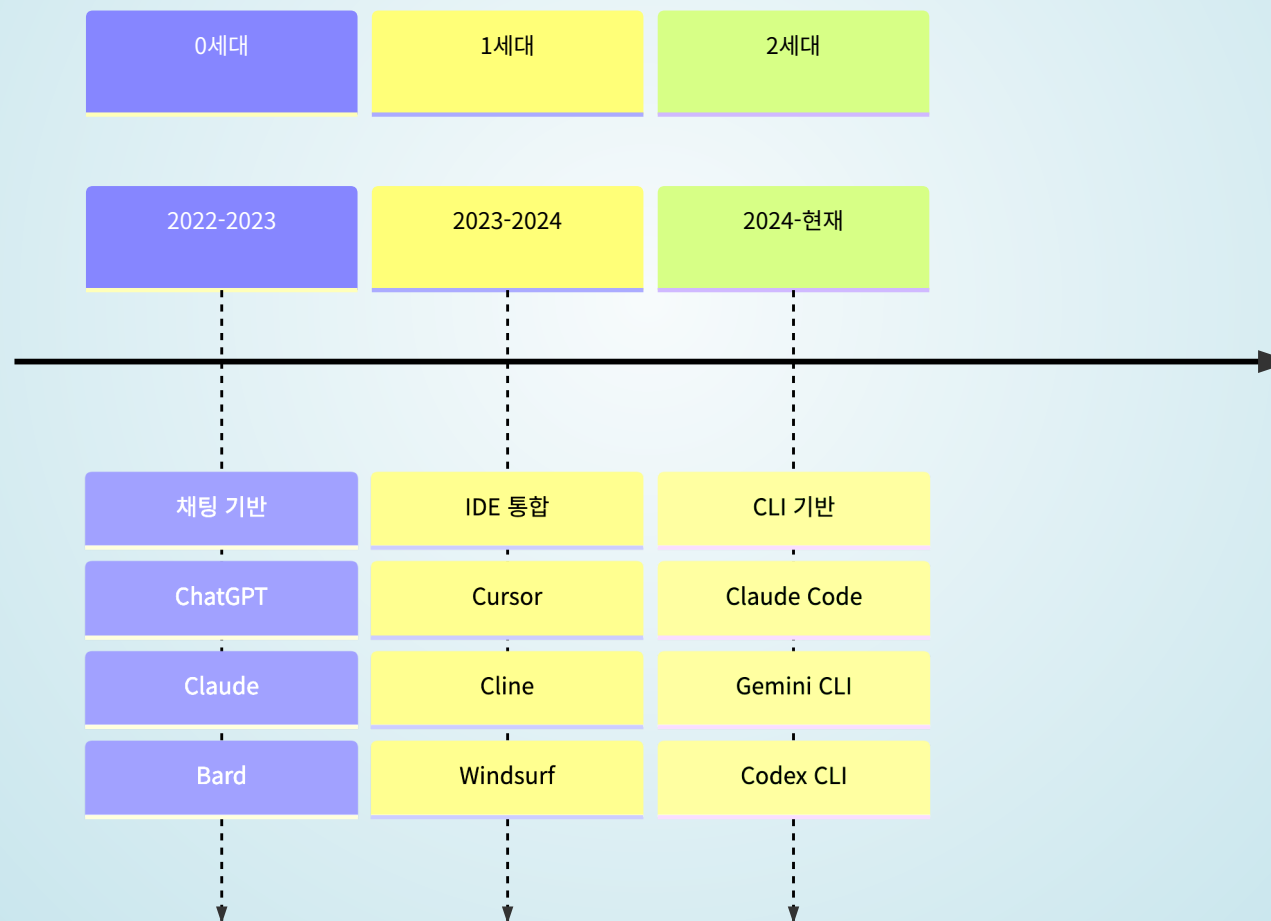 0세대
1세대
2세대
2022-2023
2023-2024
2024-현재
채팅 기반
IDE 통합
CLI 기반
ChatGPT
Cursor
Claude Code
Claude
Cline
Gemini CLI
Bard
Windsurf
Codex CLI